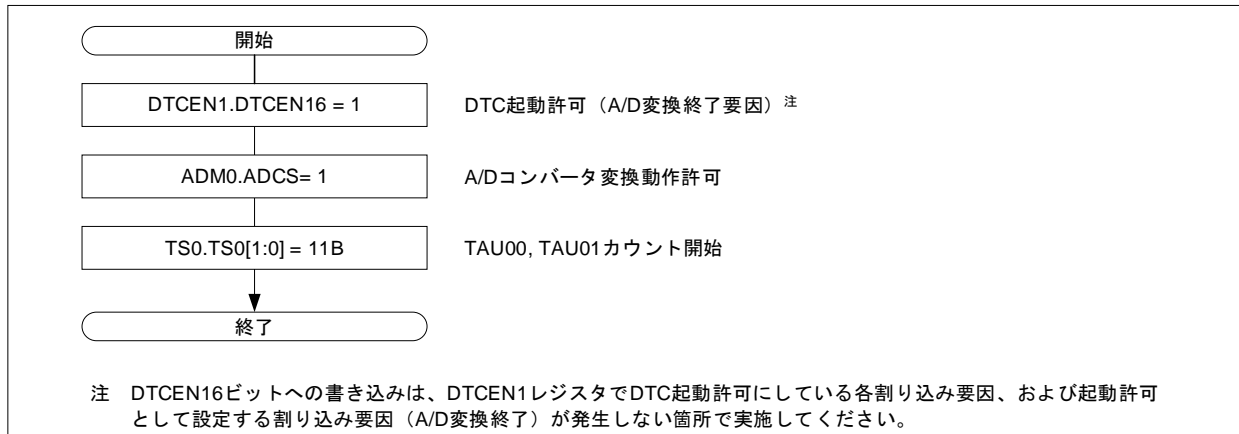 開始
DTCEN1.DTCEN16 = 1 DTC起動許可（A/D変換終了要因）注
ADM0.ADCS= 1 A/Dコンバータ変換動作許可
TS0.TS0[1:0] = 11B TAU00, TAU01カウント開始
終了
注 DTCEN16ビットへの書き込みは、DTCEN1レジスタでDTC起動許可にしている各割り込み要因、および起動許可
として設定する割り込み要因（A/D変換終了）が発生しない箇所で実施してください。